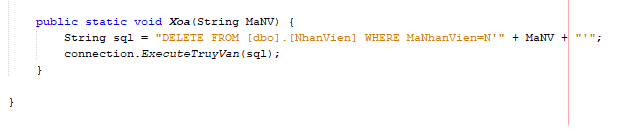 public static void Xoa(String MaNV) {
String sql = "DELETE FROM [dbo].[NhanVien] WHERE MaNhanVien=N'" + MaNV + "'";
connection.ExecuteTruyVan(sql);
}
}